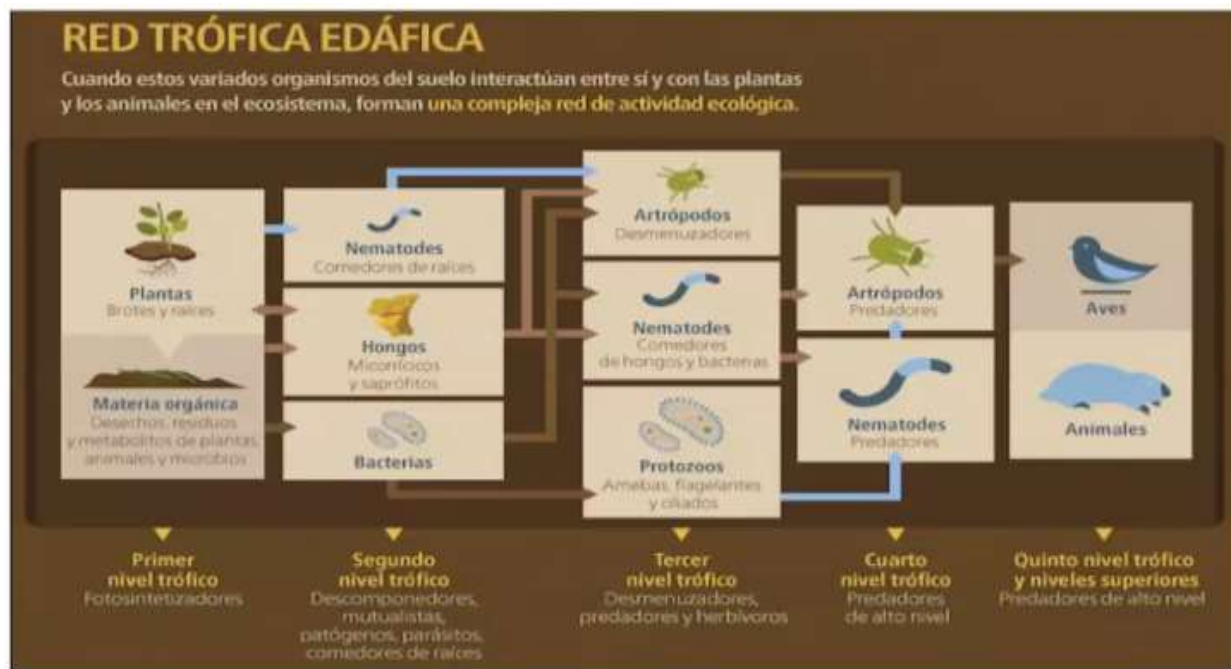 RED TRÓFICA EDÁFICA
Cuando estos variados organismos del suelo interactúan entre sí y con las plantas
y los animales en el ecosistema, forman una compleja red de actividad ecológica.
Plantas
Brotes y raíces
Materia orgánica
Desechos, residuos
y metabolitos de plantas,
animales y microbios
Nematodes
Comedores de raíces
Hongos
Micorrícicos
y saprófitos
Bacterias
Artrópodos
Desmenuzadores
Nematodes
Comedores
de hongos y bacterias
Protozoos
Amebas, flagelantes
y ciliados
Artrópodos
Predadores
Nematodes
Predadores
Aves
Animales
Primer
nivel trófico
Fotosintetizadores
Segundo
nivel trófico
Descomponedores,
mutualistas,
patógenos, parásitos,
comedores de raíces
Tercer
nivel trófico
Desmenuzadores,
predadores y herbívoros
Cuarto
nivel trófico
Predadores
de alto nivel
Quinto nivel trófico
y niveles superiores
Predadores de alto nivel